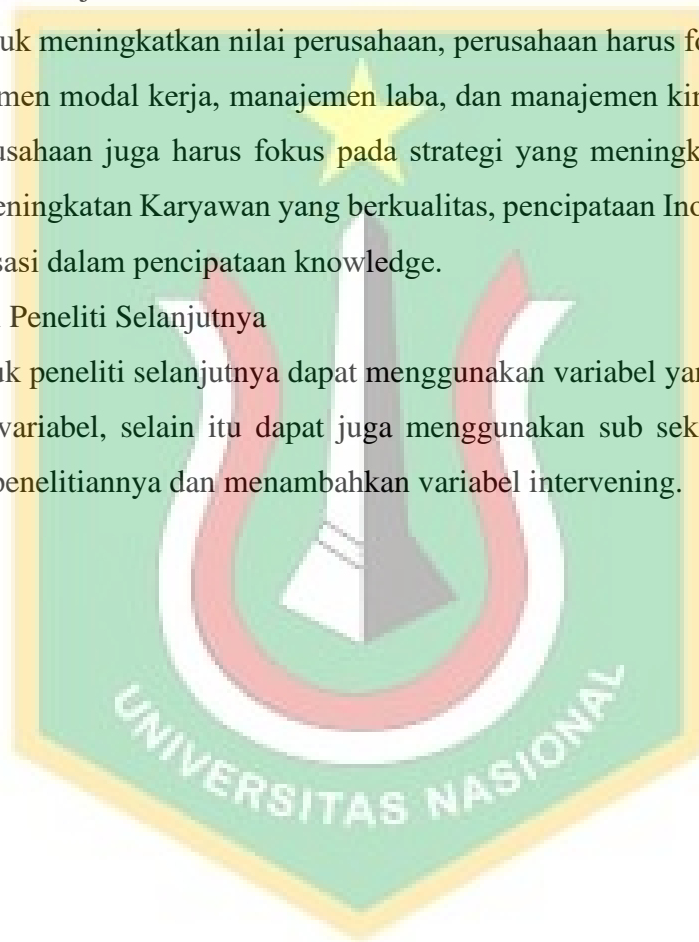 uk meningkatkan nilai perusahaan, perusahaan harus fo
men modal kerja, manajemen laba, dan manajemen kin
usahaan juga harus fokus pada strategi yang meningk
eningkatan Karyawan yang berkualitas, pencipataan Ino
sasi dalam pencipataan knowledge.
Peneliti Selanjutnya
uk peneliti selanjutnya dapat menggunakan variabel yan
variabel, selain itu dapat juga menggunakan sub sek
penelitiannya dan menambahkan variabel intervening.
UNIVERSITAS NASIONAL